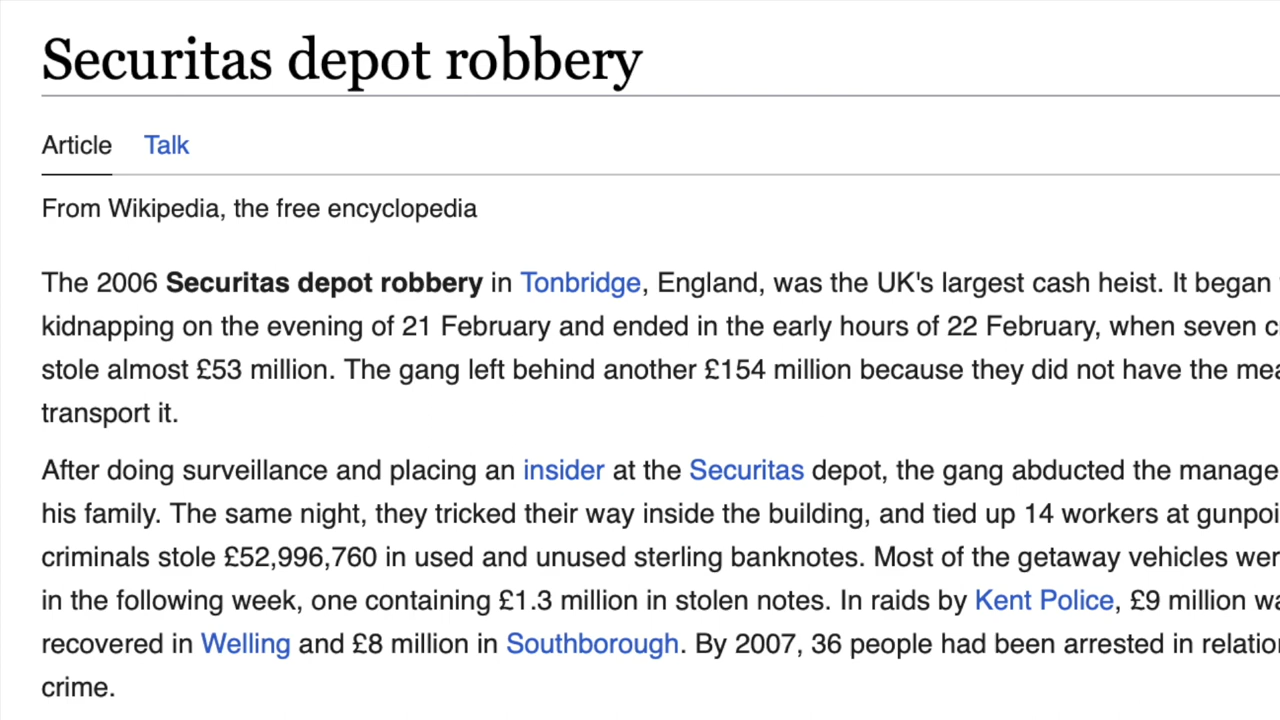 Securitas depot robbery
Article Talk
From Wikipedia, the free encyclopedia
The 2006 Securitas depot robbery in Tonbridge, England, was the UK's largest cash heist. It began
kidnapping on the evening of 21 February and ended in the early hours of 22 February, when seven
stole almost £53 million. The gang left behind another £154 million because they did not have the
transport it.
After doing surveillance and placing an insider at the Securitas depot, the gang abducted the
his family. The same night, they tricked their way inside the building, and tied up 14 workers at
criminals stole £52,996,760 in used and unused sterling banknotes. Most of the getaway vehicles
in the following week, one containing £1.3 million in stolen notes. In raids by Kent Police, £9 million
recovered in Welling and £8 million in Southborough. By 2007, 36 people had been arrested in
crime.